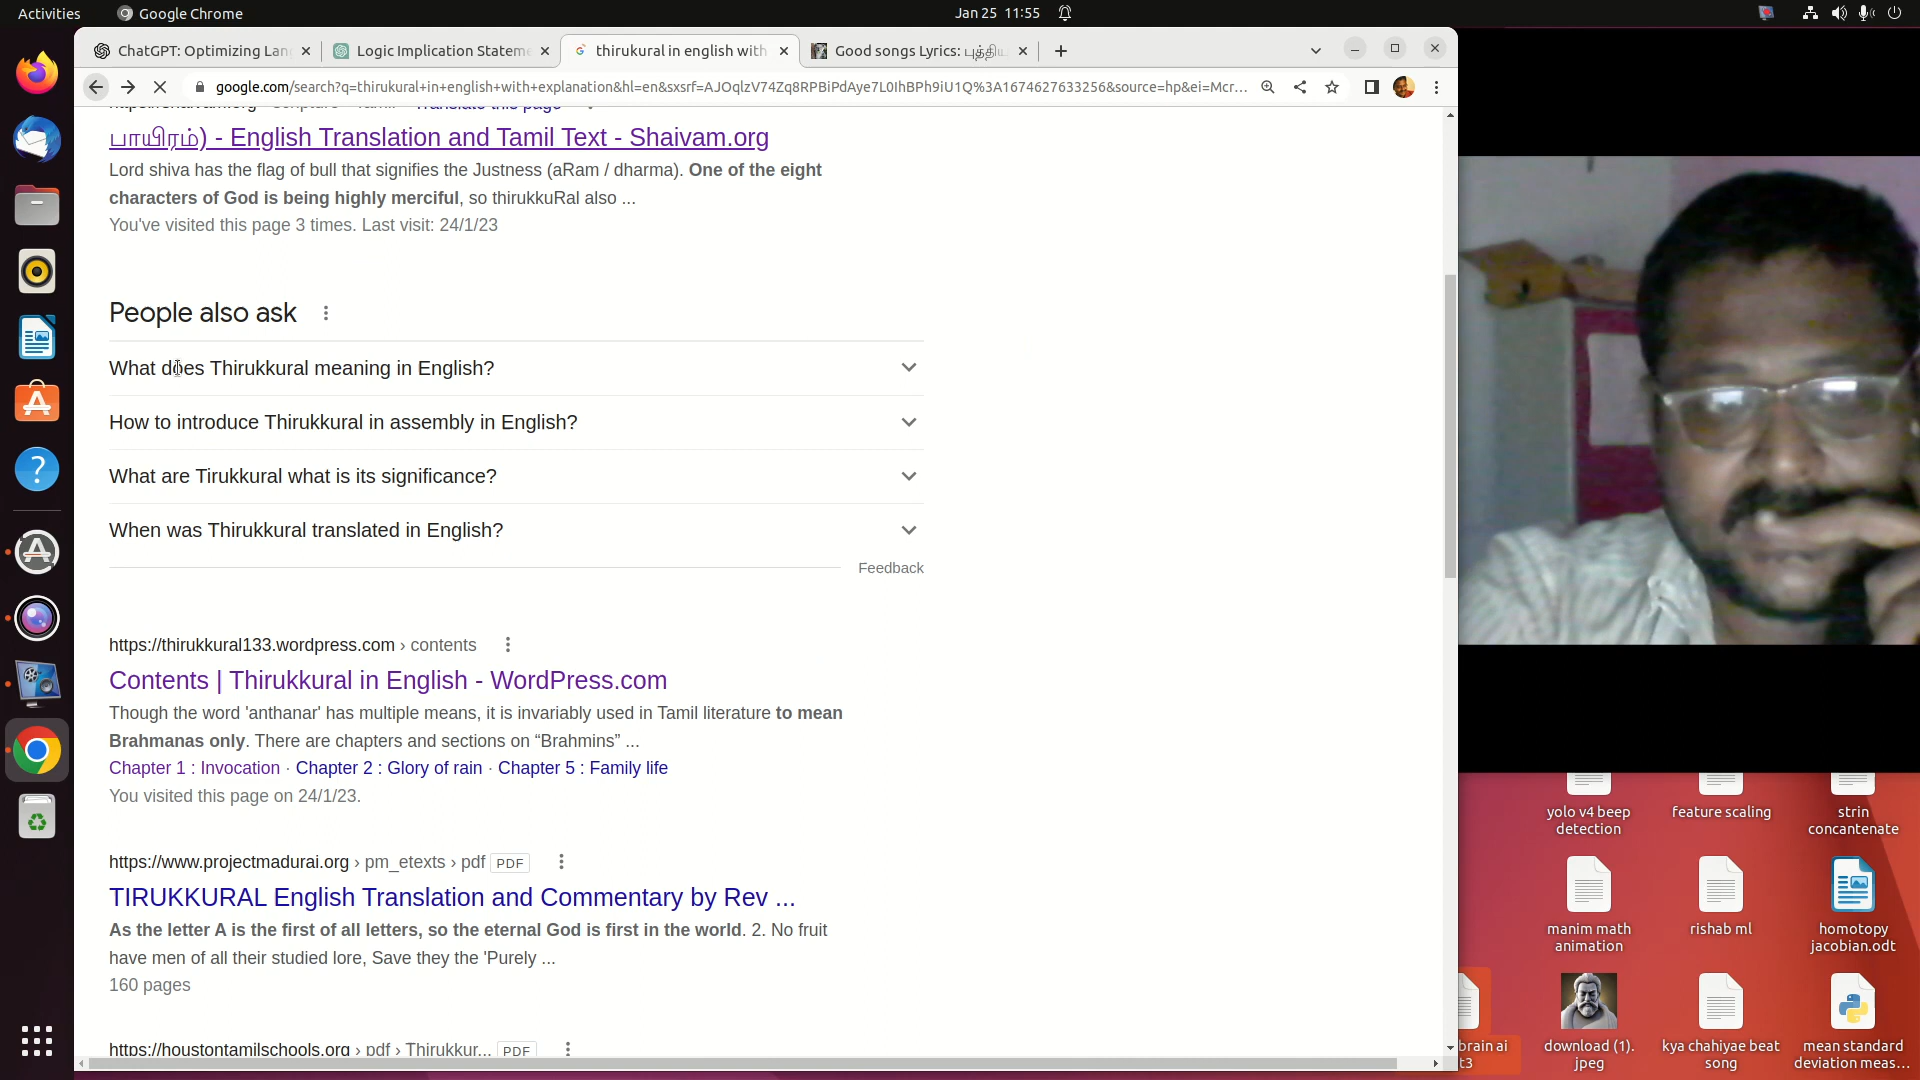 Activities
Google Chrome
Jan 25 11:55
ChatGPT: Optimizing Lan
Logic Implication Stateme
thirukural in english with
Good songs Lyrics: புத்திய
google.com/search?q=thirukural+in+english+with+explanation&hl=en&sxsrf=AJOqlzV74Zq8RPBiPdAye7L0IhBPh9iU1Q%3A1674627633256&source=hp&ei=Mcr...
பாயிரம்) - English Translation and Tamil Text - Shaivam.org
Lord shiva has the flag of bull that signifies the Justness (aRam / dharma). One of the eight
characters of God is being highly merciful, so thirukkuRal also ...
You've visited this page 3 times. Last visit: 24/1/23
People also ask
What does Thirukkural meaning in English?
How to introduce Thirukkural in assembly in English?
What are Tirukkural what is its significance?
When was Thirukkural translated in English?
Feedback
https://thirukkural133.wordpress.com › contents
Contents | Thirukkural in English - WordPress.com
Though the word 'anthanar' has multiple means, it is invariably used in Tamil literature to mean
Brahmanas only. There are chapters and sections on “Brahmins” ...
Chapter 1 : Invocation · Chapter 2 : Glory of rain · Chapter 5 : Family life
You visited this page on 24/1/23.
https://www.projectmadurai.org › pm_etexts › pdf PDF
TIRUKKURAL English Translation and Commentary by Rev ...
As the letter A is the first of all letters, so the eternal God is first in the world. 2. No fruit
have men of all their studied lore, Save they the 'Purely ...
160 pages
https://houstontamilschools.org › pdf › Thirukkur... PDF
yolo v4 beep
detection
feature scaling
strin
concatenate
manim math
animation
rishab ml
homotopy
jacobian.odt
brain ai
t3
download (1).
jpeg
kya chahiyae beat
song
mean standard
deviation meas...